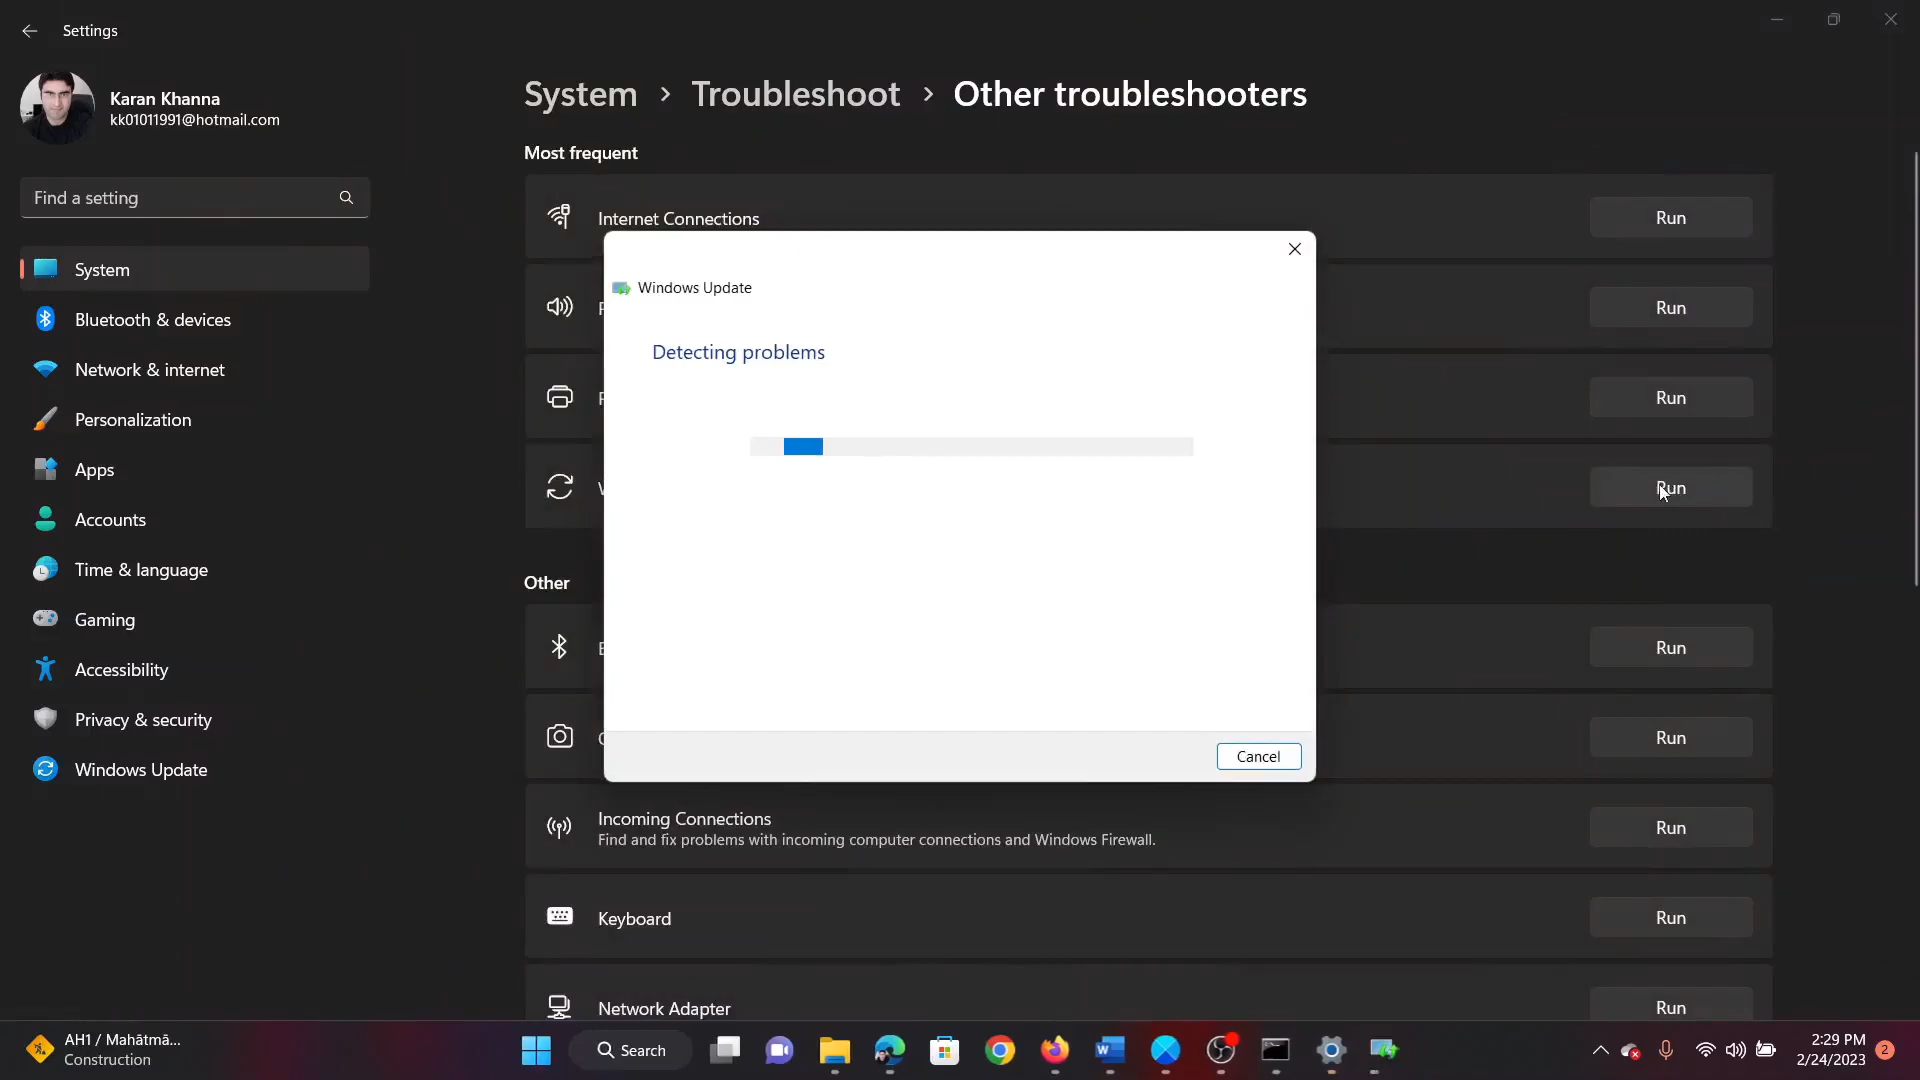 Settings
Karan Khanna
kk01011991@hotmail.com
Find a setting
System
Bluetooth & devices
Network & internet
Personalization
Apps
Accounts
Time & language
Gaming
Accessibility
Privacy & security
Windows Update
System > Troubleshoot > Other troubleshooters
Most frequent
Internet Connections
Run
Run
Run
Run
Windows Update
Detecting problems
Cancel
Other
Run
Run
Incoming Connections
Find and fix problems with incoming computer connections and Windows Firewall.
Run
Keyboard
Run
Network Adapter
Run
AH1 / Mahātmā...
Construction
Search
2:29 PM
2/24/2023
2